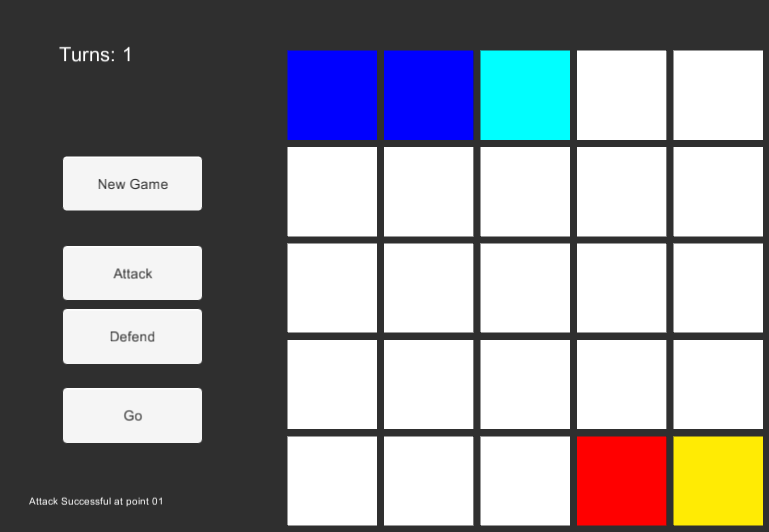 Turns: 1
New Game
Attack
Defend
Go
Attack Successful at point 01